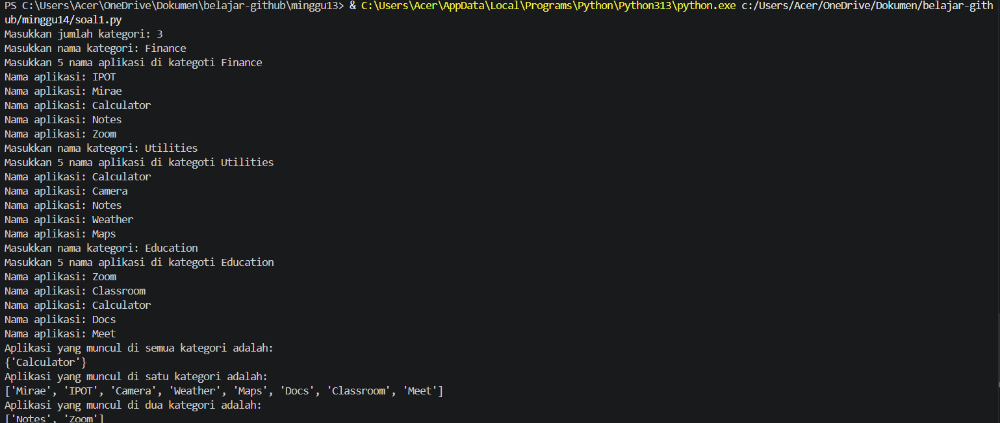 PS C:\Users\Acer\OneDrive\Dokumen\belajar-github\minggu13> & C:\Users\Acer\AppData\Local\Programs\Python\Python313\python.exe c:/Users/Acer/OneDrive/Dokumen/belajar-gith
ub/minggu14/soal1.py
Masukkan jumlah kategori: 3
Masukkan nama kategori: Finance
Masukkan 5 nama aplikasi di kategoti Finance
Nama aplikasi: IPOT
Nama aplikasi: Mirae
Nama aplikasi: Calculator
Nama aplikasi: Notes
Nama aplikasi: Zoom
Masukkan nama kategori: Utilities
Masukkan 5 nama aplikasi di kategoti Utilities
Nama aplikasi: Calculator
Nama aplikasi: Camera
Nama aplikasi: Notes
Nama aplikasi: Weather
Nama aplikasi: Maps
Masukkan nama kategori: Education
Masukkan 5 nama aplikasi di kategoti Education
Nama aplikasi: Zoom
Nama aplikasi: Classroom
Nama aplikasi: Calculator
Nama aplikasi: Docs
Nama aplikasi: Meet
Aplikasi yang muncul di semua kategori adalah:
{'Calculator'}
Aplikasi yang muncul di satu kategori adalah:
['Mirae', 'IPOT', 'Camera', 'Weather', 'Maps', 'Docs', 'Classroom', 'Meet']
Aplikasi yang muncul di dua kategori adalah:
['Notes', 'Zoom']